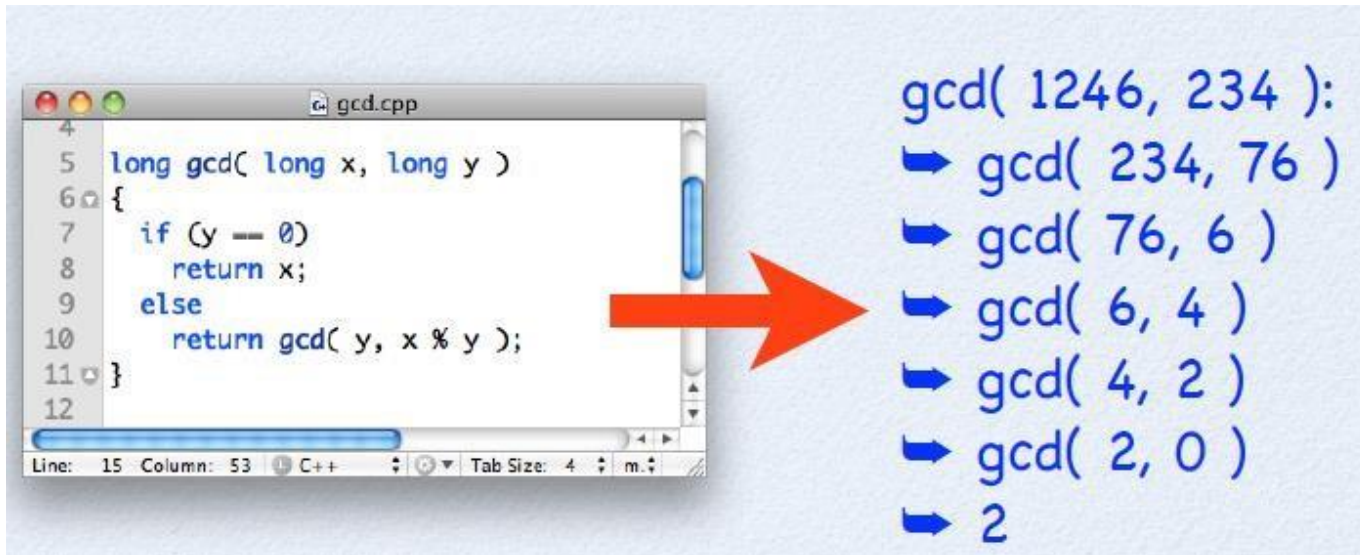 gcd.cpp
4
5 long gcd( long x, long y )
6 {
7 if (y == 0)
8 return x;
9 else
10 return gcd( y, x % y );
11 }
12
Line: 15 Column: 53 L C++ Tab Size: 4 m.
gcd( 1246, 234 ):
➥ gcd( 234, 76 )
➥ gcd( 76, 6 )
➥ gcd( 6, 4 )
➥ gcd( 4, 2 )
➥ gcd( 2, 0 )
➥ 2